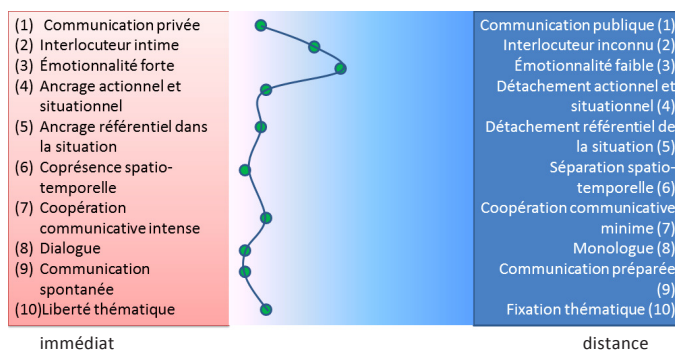 (1) Communication privée
(2) Interlocuteur intime
(3) Émotionnalité forte
(4) Ancrage actionnel et
situationnel
(5) Ancrage référentiel dans
la situation
(6) Coprésence spatio-
temporelle
(7) Coopération
communicative intense
(8) Dialogue
(9) Communication
spontanée
(10)Liberté thématique
Communication publique (1)
Interlocuteur inconnu (2)
Émotionnalité faible (3)
Détachement actionnel et
situationnel (4)
Détachement référentiel de
la situation (5)
Séparation spatio-
temporelle (6)
Coopération communicative
minime (7)
Monologue (8)
Communication préparée
(9)
Fixation thématique (10)
immédiat
distance